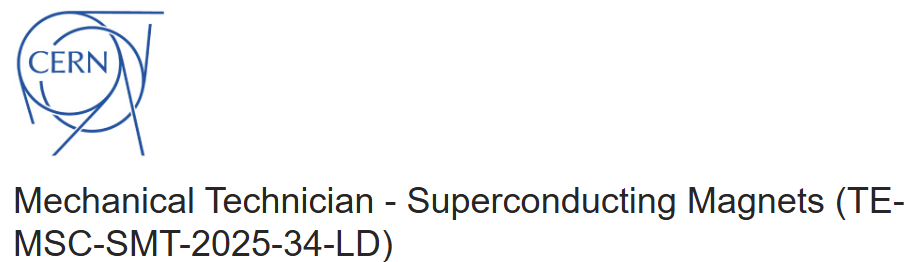 CERN
Mechanical Technician - Superconducting Magnets (TE-
MSC-SMT-2025-34-LD)